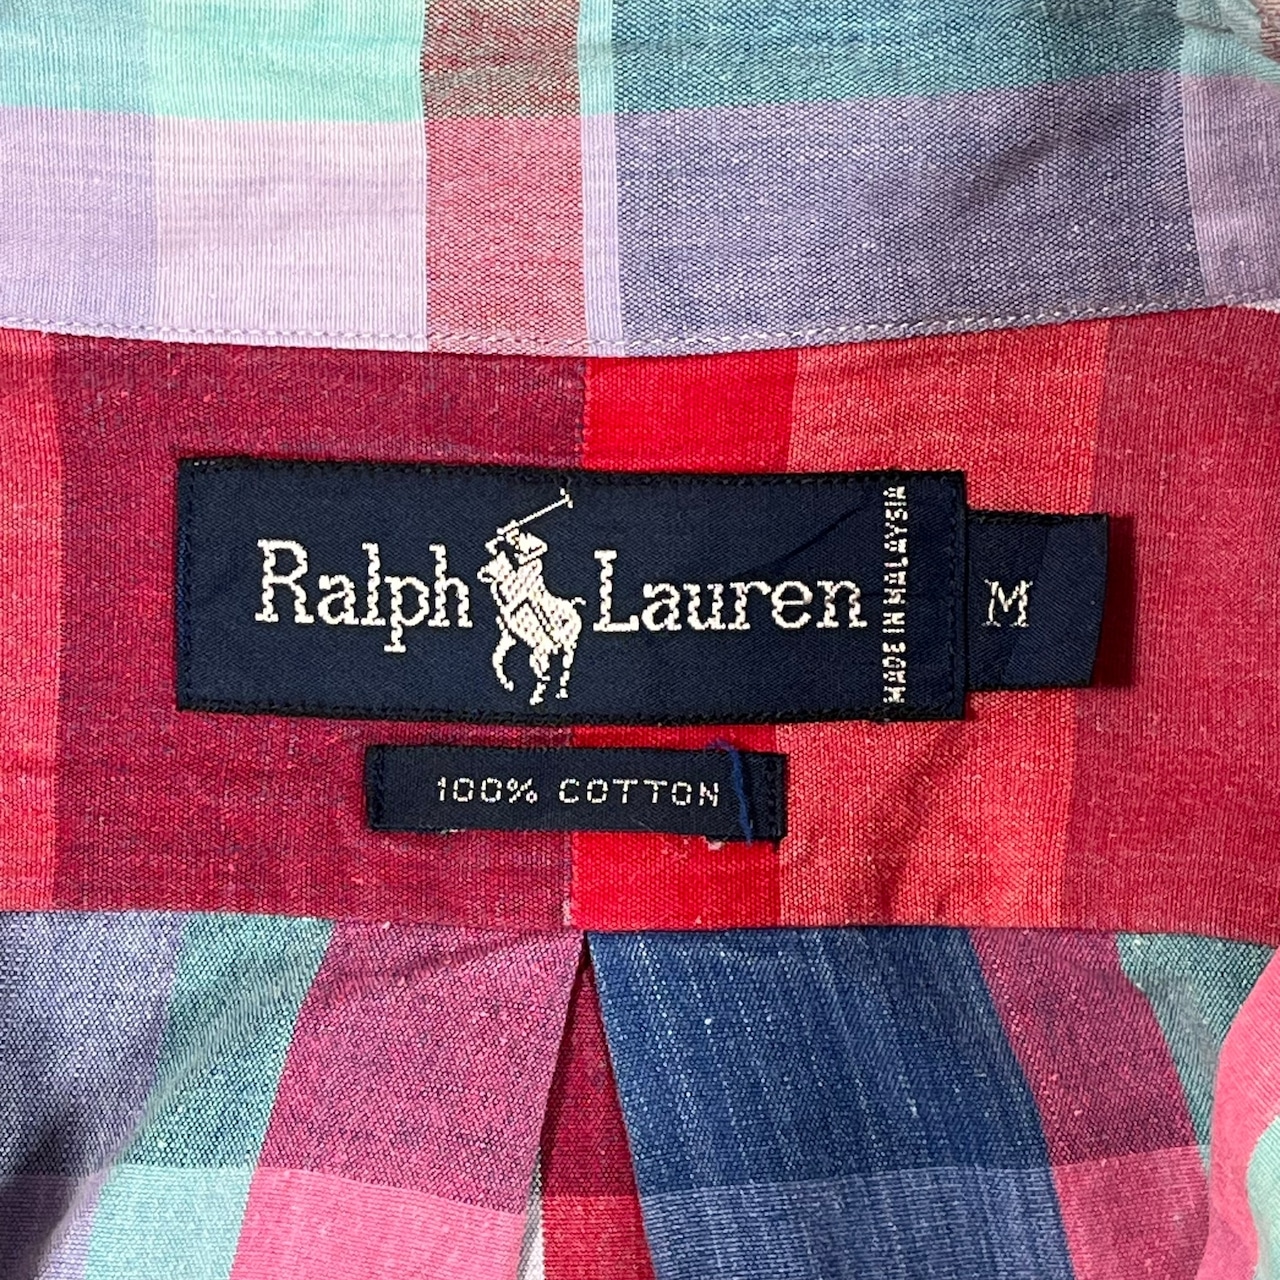 Ralph Lauren
MADE IN MALAYSIA
M
100% COTTON